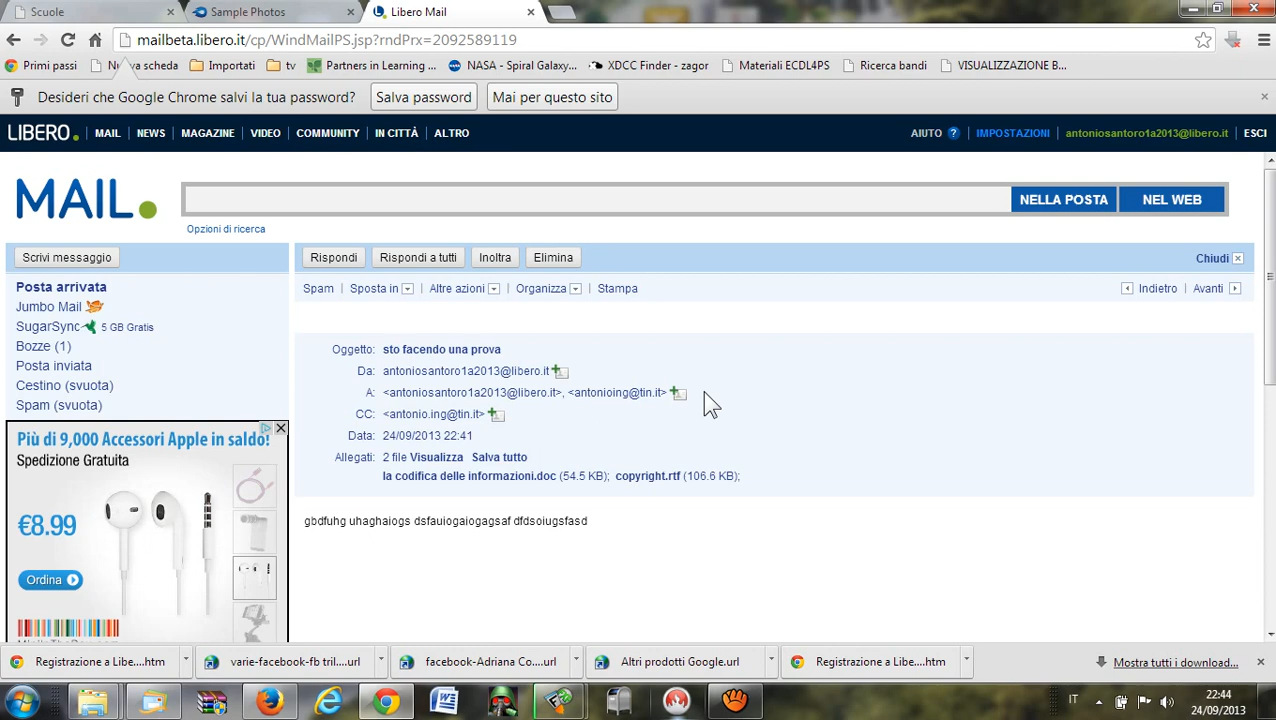 Scuole
Sample Photos
Libero Mail
mailbeta.libero.it/cp/WindMailPS.jsp?rndPrx=2092589119
Primi passi
Nuova scheda
Importati
tv
Partners in Learning ...
NASA - Spiral Galaxy...
XDCC Finder - zagor
Materiali ECDL4PS
Ricerca bandi
VISUALIZZAZIONE B...
Desideri che Google Chrome salvi la tua password?
Salva password
Mai per questo sito
LIBERO
MAIL
NEWS
MAGAZINE
VIDEO
COMMUNITY
IN CITTÀ
ALTRO
AIUTO ?
IMPOSTAZIONI
antoniosantoro1a2013@libero.it
ESCI
MAIL
NELLA POSTA
NEL WEB
Opzioni di ricerca
Scrivi messaggio
Rispondi
Rispondi a tutti
Inoltra
Elimina
Chiudi
Spam
Sposta in
Altre azioni
Organizza
Stampa
Indietro
Avanti
Posta arrivata
Jumbo Mail
SugarSync 5 GB Gratis
Bozze (1)
Posta inviata
Cestino (svuota)
Spam (svuota)
Oggetto: sto facendo una prova
Da: antoniosantoro1a2013@libero.it
A: <antoniosantoro1a2013@libero.it>, <antonioing@tin.it>
CC: <antonio.ing@tin.it>
Data: 24/09/2013 22:41
Allegati: 2 file Visualizza Salva tutto
la codifica delle informazioni.doc (54.5 KB); copyright.rtf (106.6 KB);
gbdfuhg uhaghaiogs dsfauiogaiogagsaf dfdsoiugsfasd
Più di 9,000 Accessori Apple in saldo!
Spedizione Gratuita
€8.99
Ordina
Registrazione a Libe....htm
varie-facebook-fb tril....url
facebook-Adriana Co....url
Altri prodotti Google.url
Registrazione a Libe....htm
Mostra tutti i download...
IT
22:44
24/09/2013